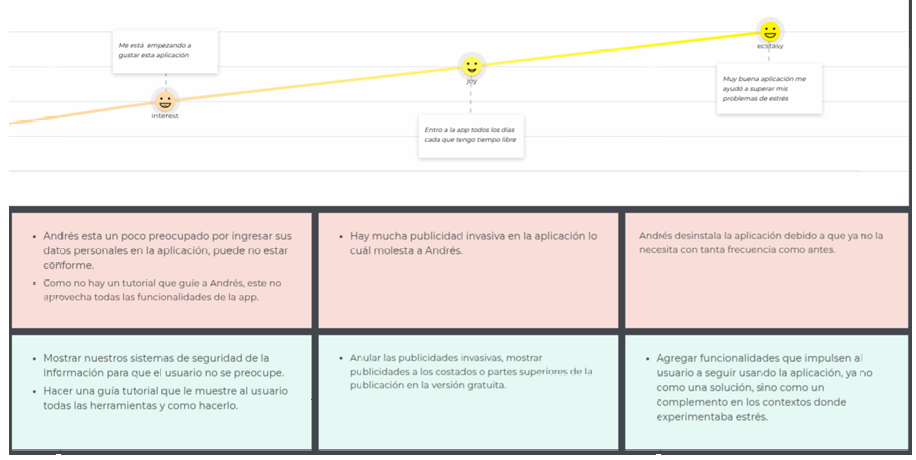 Me está empezando a
gustar esta aplicación
interest
joy
Entro a la app todos los días
cada que tengo tiempo libre
ecstasy
Muy buena aplicación me
ayudó a superar mis
problemas de estrés
• Andrés esta un poco preocupado por ingresar sus
datos personales en la aplicación, puede no estar
conforme.
• Como no hay un tutorial que guíe a Andrés, este no
aprovecha todas las funcionalidades de la app.
• Hay mucha publicidad invasiva en la aplicación lo
cuál molesta a Andrés.
Andrés desinstala la aplicación debido a que ya no la
necesita con tanta frecuencia como antes.
• Mostrar nuestros sistemas de seguridad de la
información para que el usuario no se preocupe.
• Hacer una guía tutorial que le muestre al usuario
todas las herramientas y como hacerlo.
• Anular las publicidades invasivas, mostrar
publicidades a los costados o partes superiores de la
publicación en la versión gratuita.
• Agregar funcionalidades que impulsen al
usuario a seguir usando la aplicación, ya no
como una solución, sino como un
complemento en los contextos donde
experimentaba estrés.